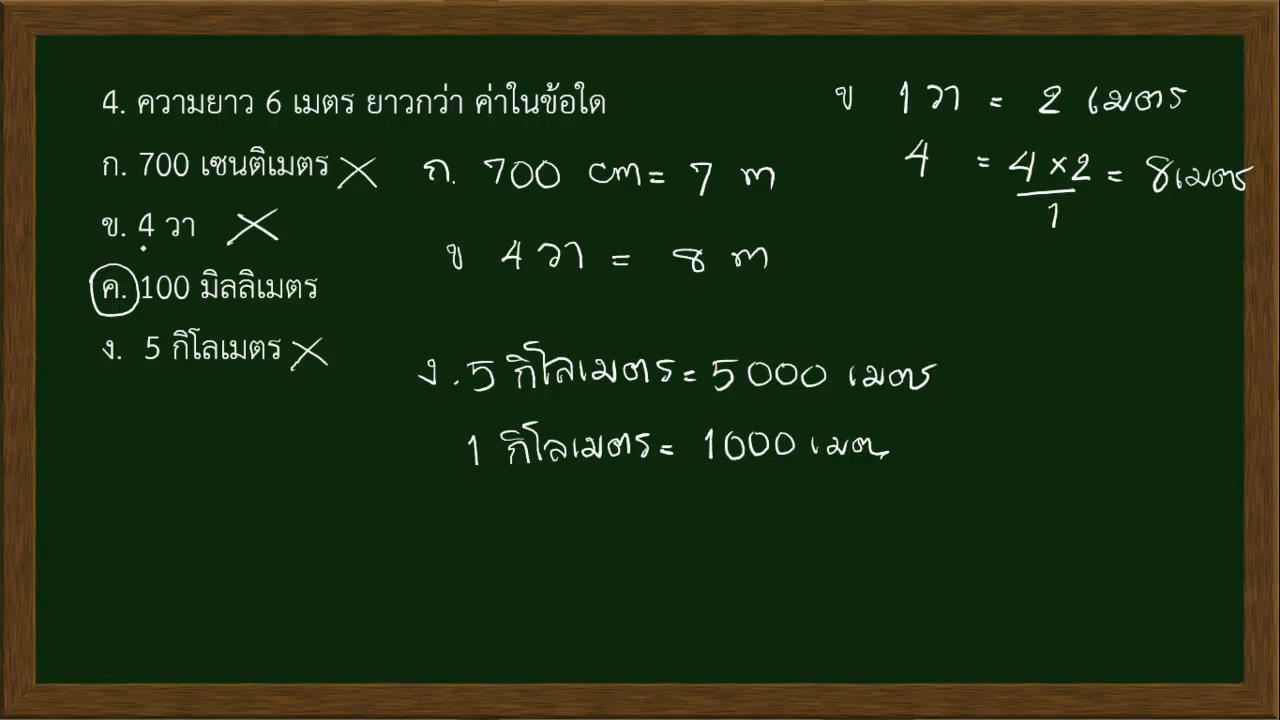 4. ความยาว 6 เมตร ยาวกว่า ค่าในข้อใด
ก. 700 เซนติเมตร
ข. 4 วา
ค. 100 มิลลิเมตร
ง. 5 กิโลเมตร
ก. 700 cm = 7 m
ข 4 วา = 8 m
ง. 5 กิโลเมตร = 5000 เมตร
1 กิโลเมตร = 1000 เมต
ข 1 วา = 2 เมตร
4 = 4 × 2 = 8 เมตร
1